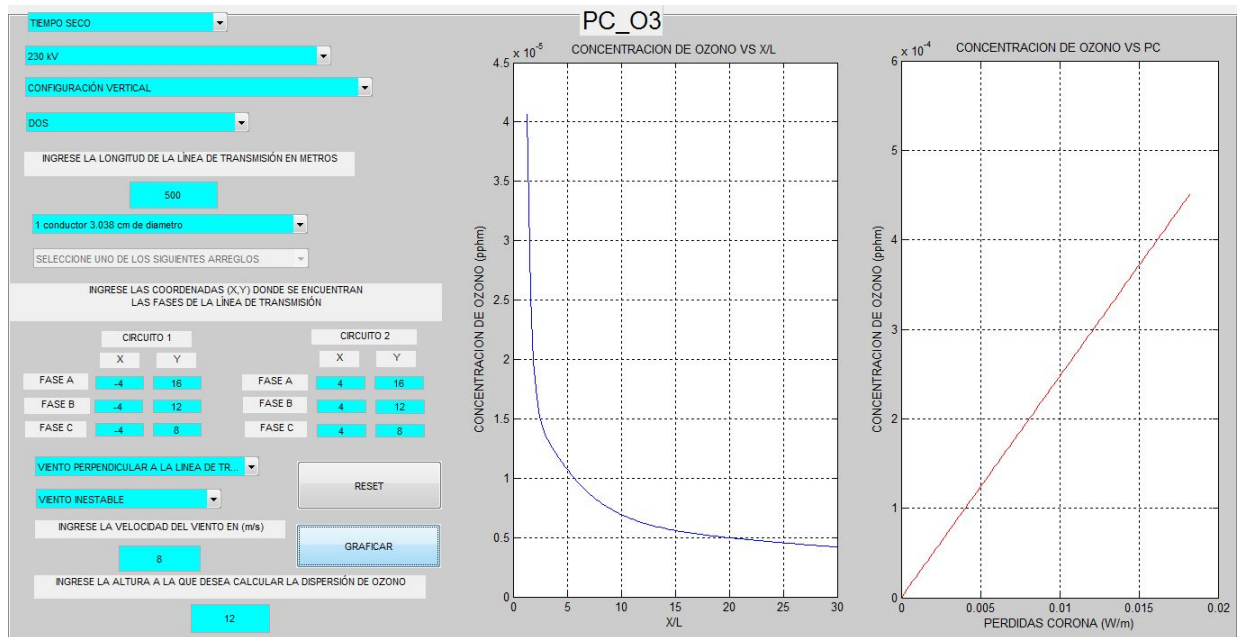 PC_O3
TIEMPO SECO
230 kV
CONFIGURACIÓN VERTICAL
DOS
INGRESE LA LONGITUD DE LA LÍNEA DE TRANSMISIÓN EN METROS
500
1 conductor 3.038 cm de diametro
SELECCIONE UNO DE LOS SIGUIENTES ARREGLOS
INGRESE LAS COORDENADAS (X,Y) DONDE SE ENCUENTRAN
LAS FASES DE LA LÍNEA DE TRANSMISIÓN
CIRCUITO 1
X Y
FASE A -4 16
FASE B -4 12
FASE C -4 8
CIRCUITO 2
X Y
FASE A 4 16
FASE B 4 12
FASE C 4 8
VIENTO PERPENDICULAR A LA LINEA DE TR...
VIENTO INESTABLE
RESET
GRAFICAR
INGRESE LA VELOCIDAD DEL VIENTO EN (m/s)
8
INGRESE LA ALTURA A LA QUE DESEA CALCULAR LA DISPERSIÓN DE OZONO
12
CONCENTRACION DE OZONO VS X/L
x 10-5
4.5
4
3.5
3
2.5
2
1.5
1
0.5
0
CONCENTRACION DE OZONO (pphm)
0 5 10 15 20 25 30
X/L
CONCENTRACION DE OZONO VS PC
x 10-4
6
5
4
3
2
1
0
CONCENTRACION DE OZONO (pphm)
0 0.005 0.01 0.015 0.02
PERDIDAS CORONA (W/m)